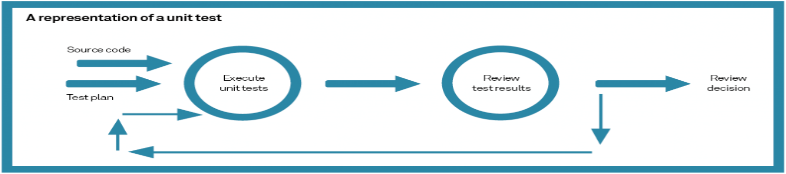 A representation of a unit test
Source code
Test plan
Execute
unit tests
Review
test results
Review
decision